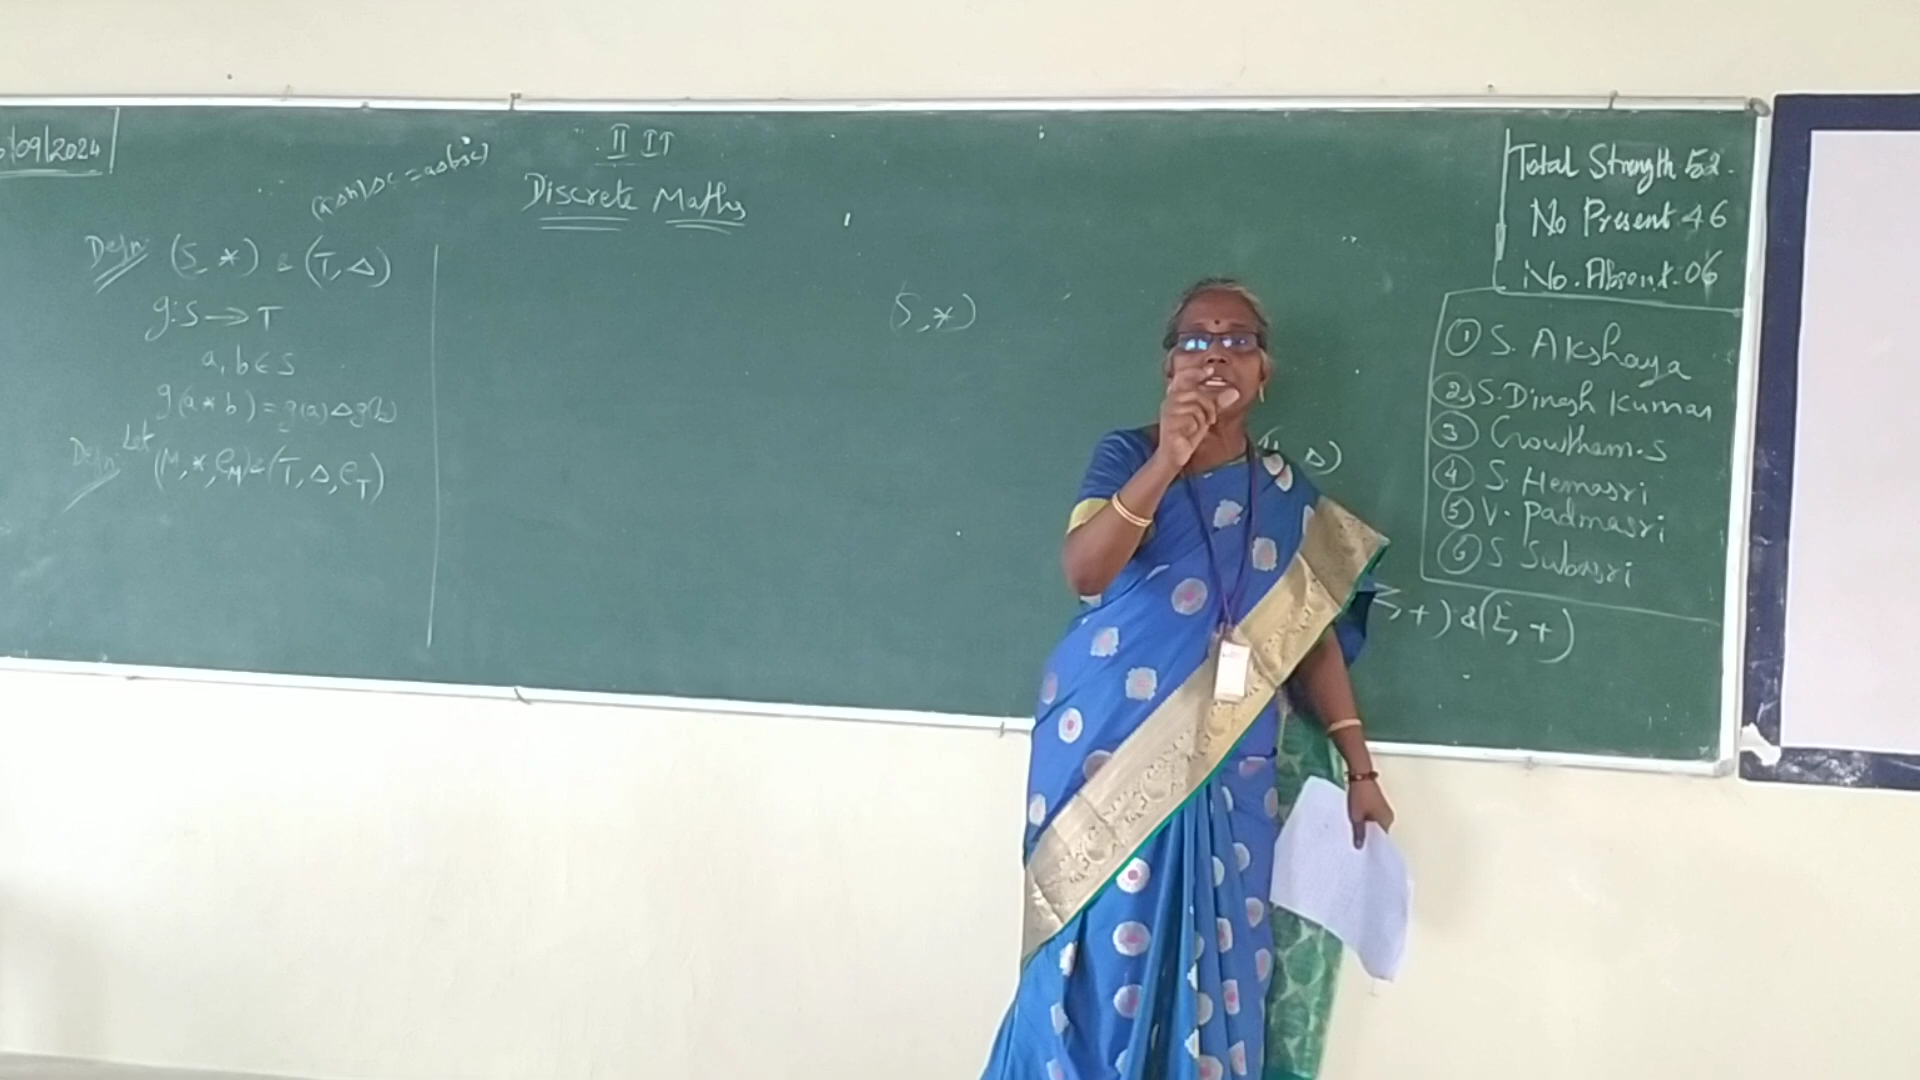 /09/2024
II IT
Discrete Maths
(a Δ b) Δ c = a Δ (b Δ c)
Defn: (S, *) & (T, Δ)
g: S → T
a, b ∈ S
g(a * b) = g(a) Δ g(b)
Defn: Let
(M, *, e_M) & (T, Δ, e_T)
(S, *)
Δ)
, +) & (E, +)
Total Strength 52.
No Present 46
No. Absent. 06
① S. Akshaya
② S. Dinesh Kumar
③ Gowtham. S
④ S. Hemasri
⑤ V. Padmasri
⑥ S Subasri